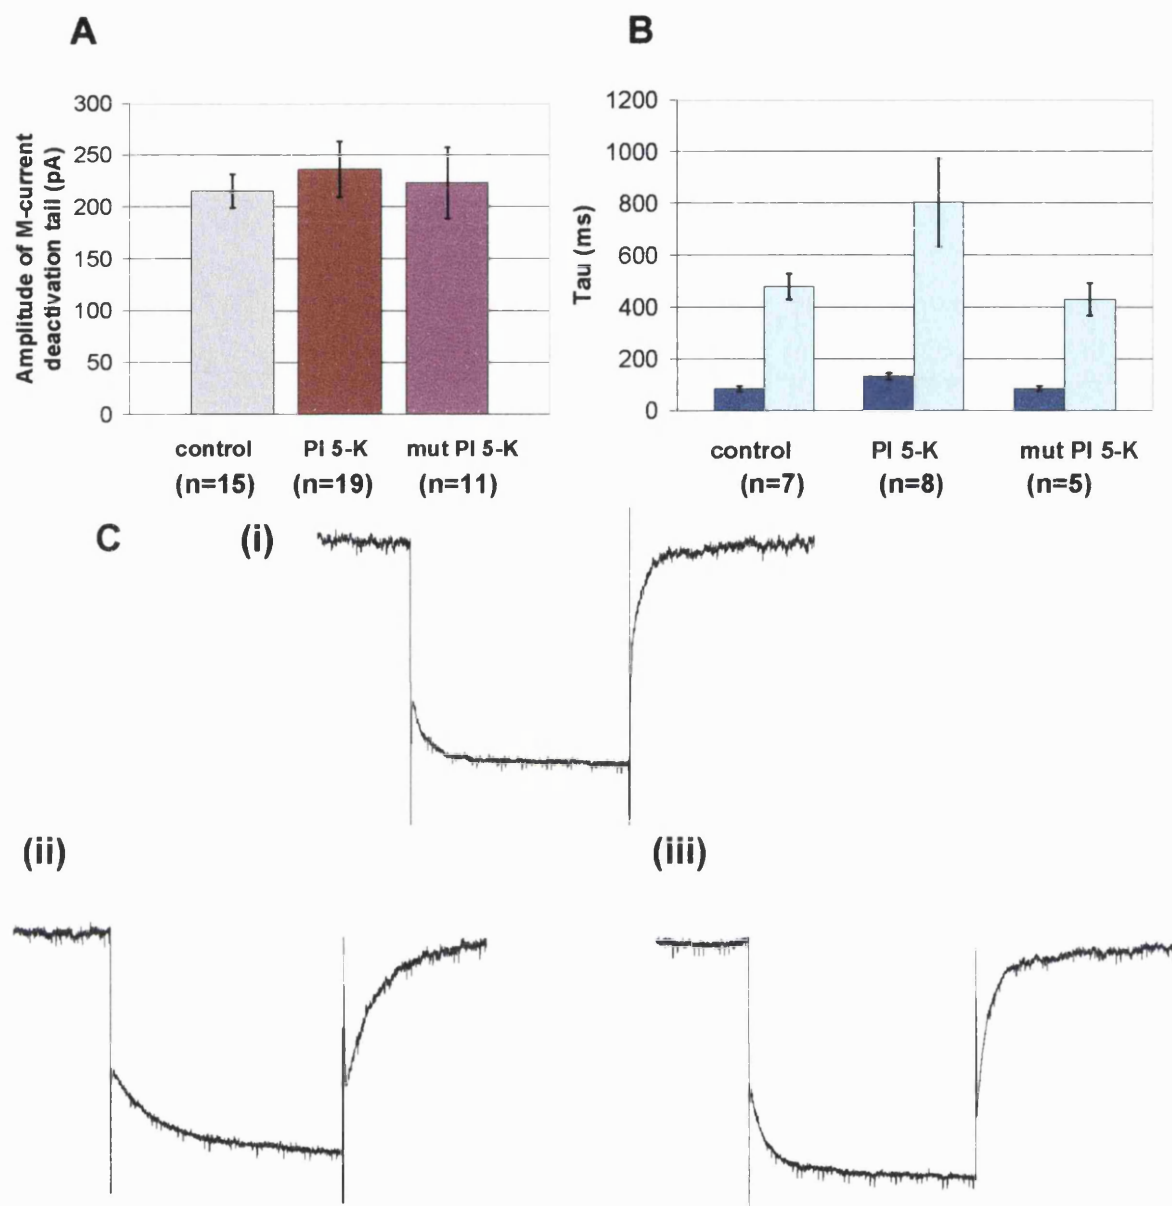 A
B
Amplitude of M-current
deactivation tail (pA)
300
250
200
150
100
50
0
control
(n=15)
PI 5-K
(n=19)
mut PI 5-K
(n=11)
Tau (ms)
1200
1000
800
600
400
200
0
control
(n=7)
PI 5-K
(n=8)
mut PI 5-K
(n=5)
C
(i)
(ii)
(iii)